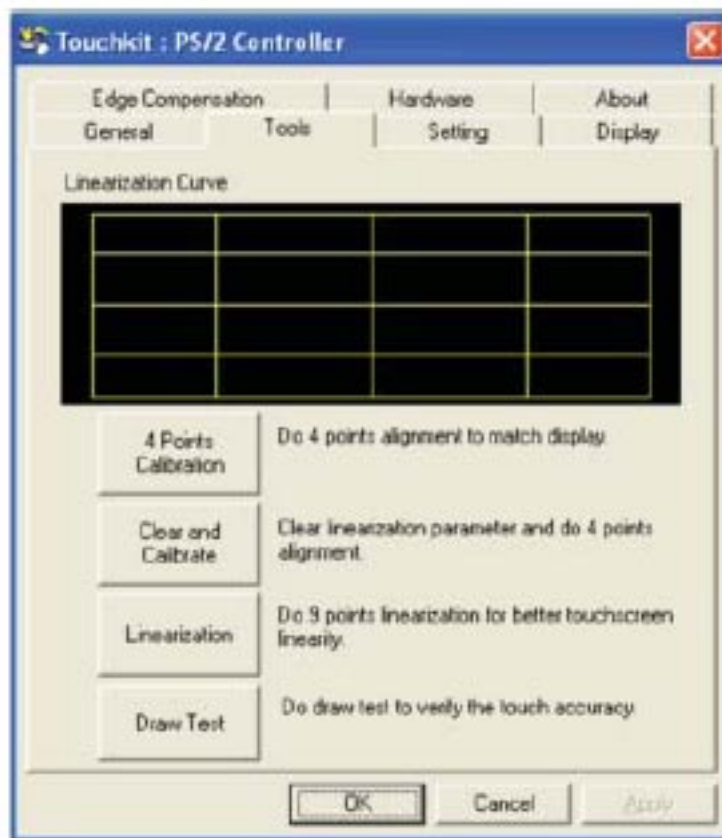 Touchkit : PS/2 Controller
Edge Compensation Hardware About
General Tools Setting Display
Linearization Curve
4 Points
Calibration
Do 4 points alignment to match display.
Clear and
Calibrate
Clear linearization parameter and do 4 points
alignment.
Linearization
Do 9 points linearization for better touchscreen
linearity.
Draw Test
Do draw test to verify the touch accuracy.
OK Cancel Apply